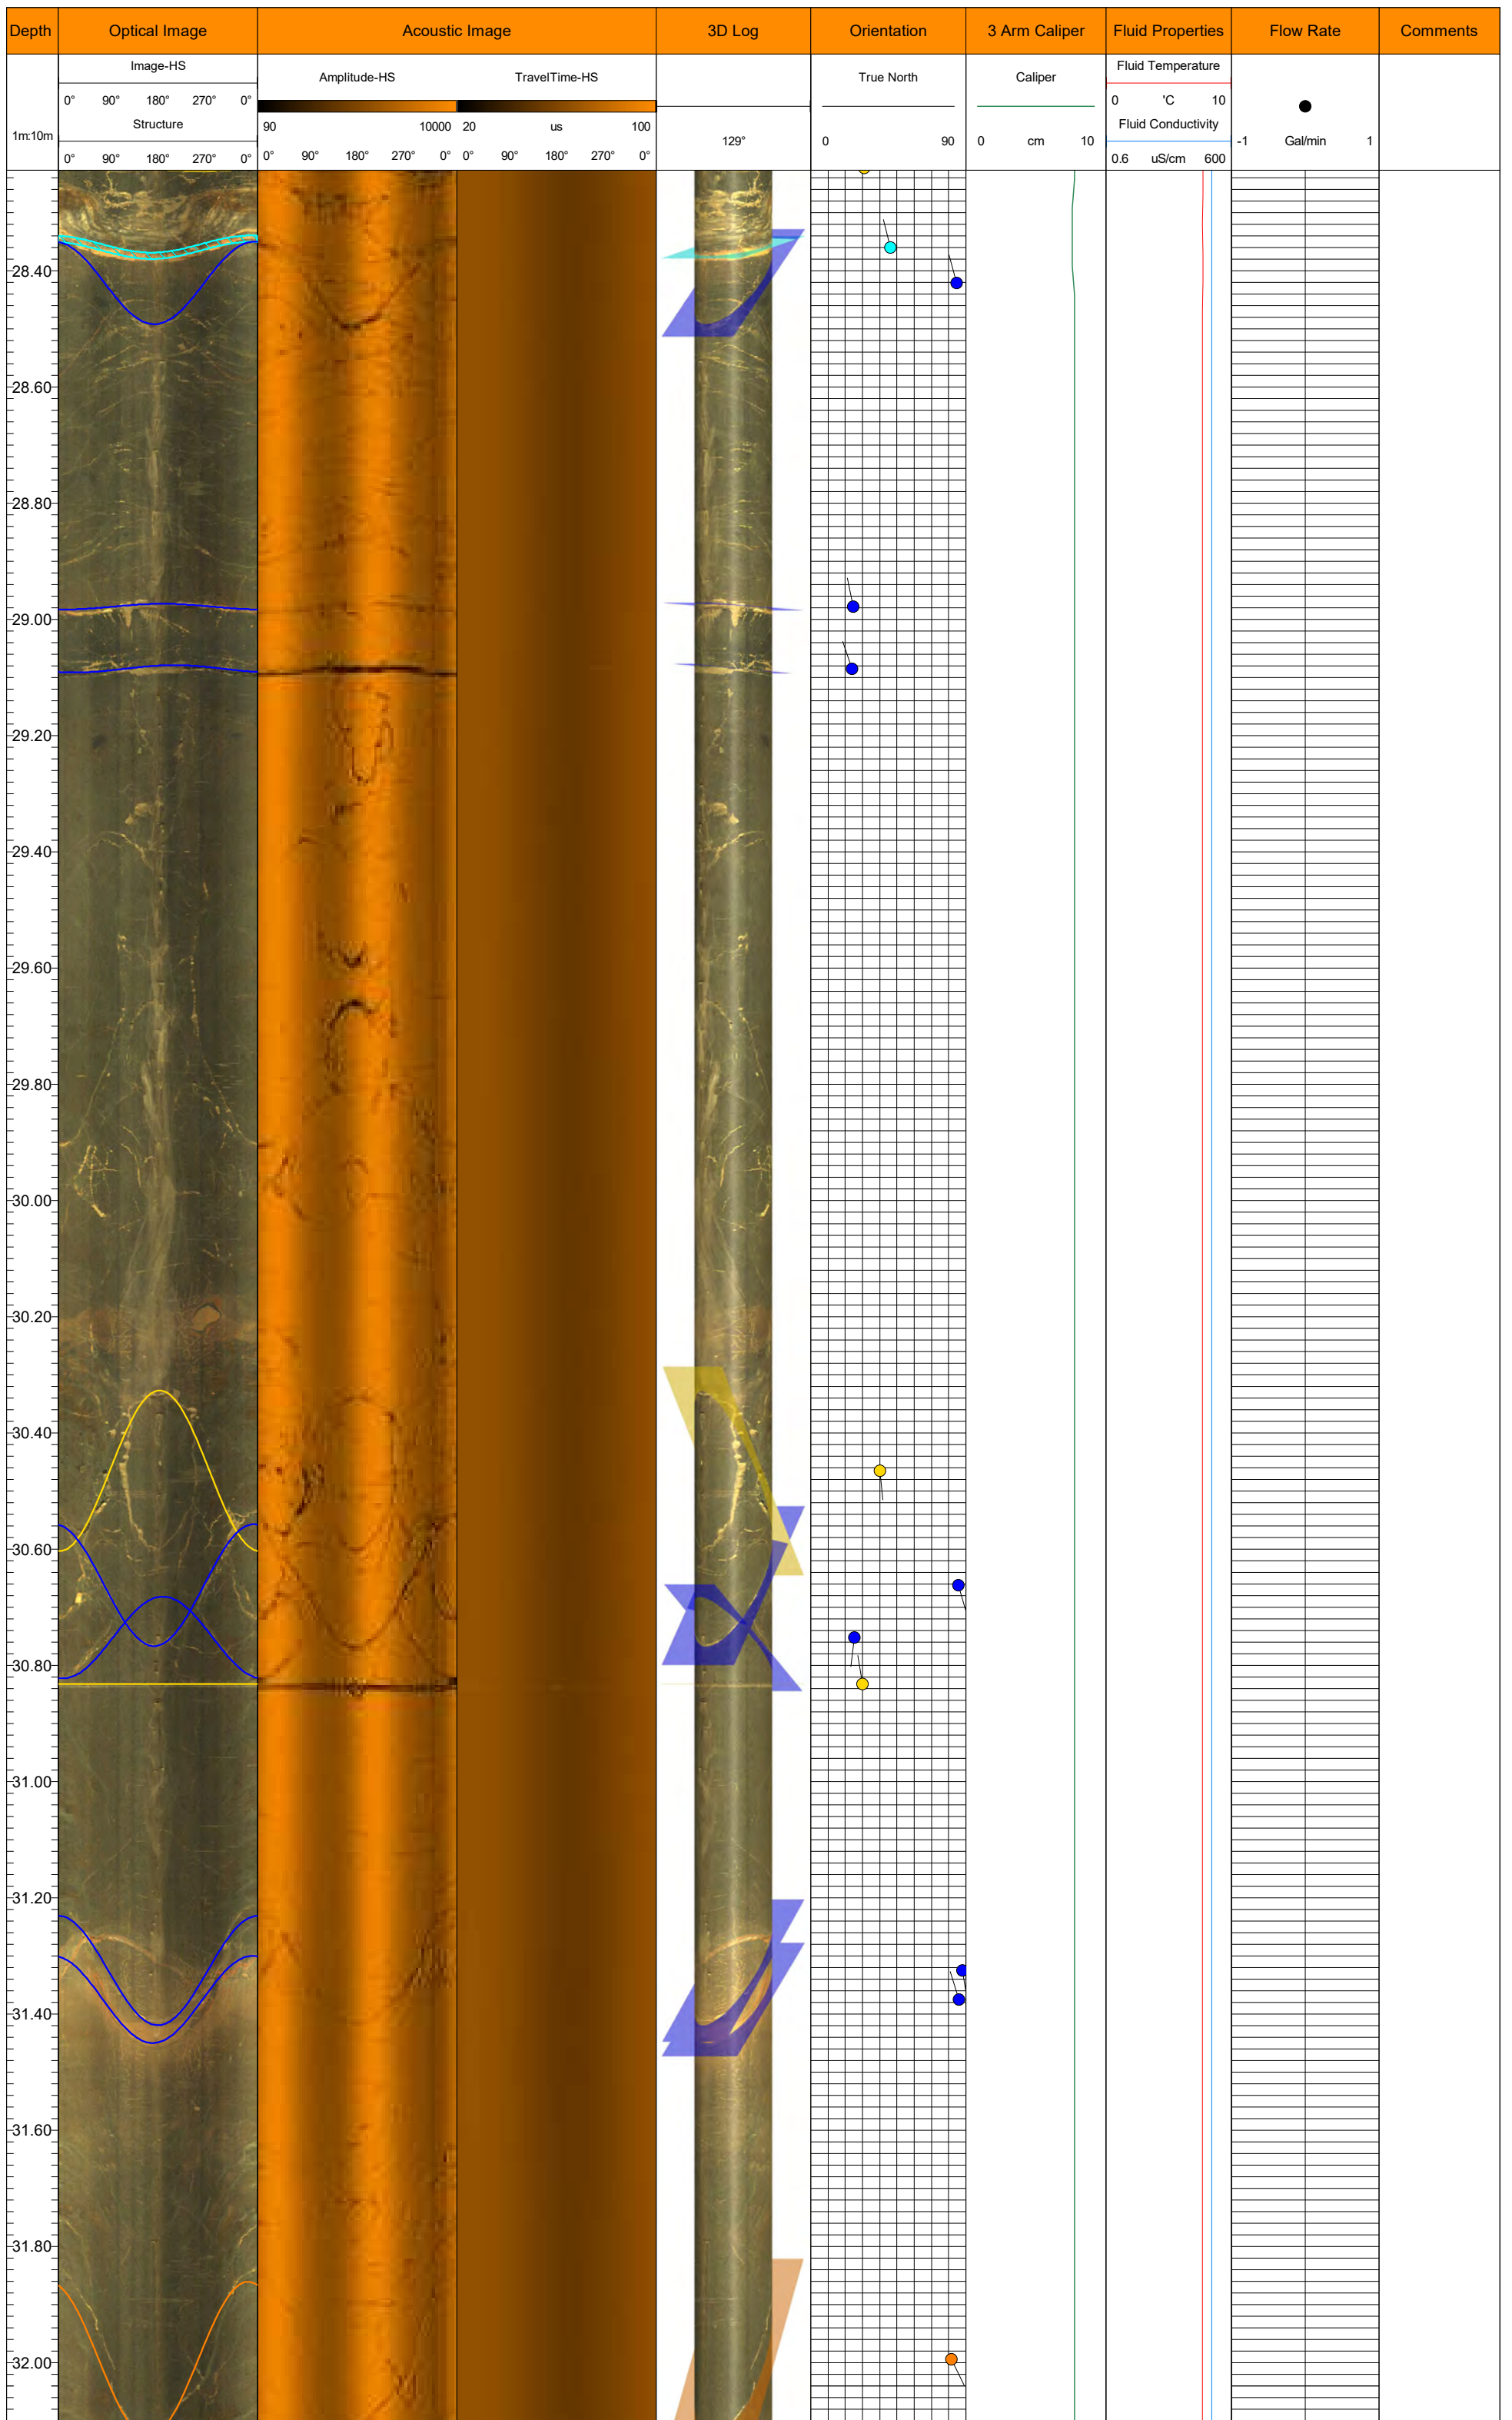 Depth Optical Image Acoustic Image 3D Log Orientation 3 Arm Caliper Fluid Properties Flow Rate Comments
1m:10m
Image-HS
0° 90° 180° 270° 0°
Structure
0° 90° 180° 270° 0°
Amplitude-HS
90 10000
0° 90° 180° 270° 0°
TravelTime-HS
20 us 100
0° 90° 180° 270° 0°
129°
True North
0 90
Caliper
0 cm 10
Fluid Temperature
0 'C 10
Fluid Conductivity
0.6 uS/cm 600
-1 Gal/min 1
28.40
28.60
28.80
29.00
29.20
29.40
29.60
29.80
30.00
30.20
30.40
30.60
30.80
31.00
31.20
31.40
31.60
31.80
32.00